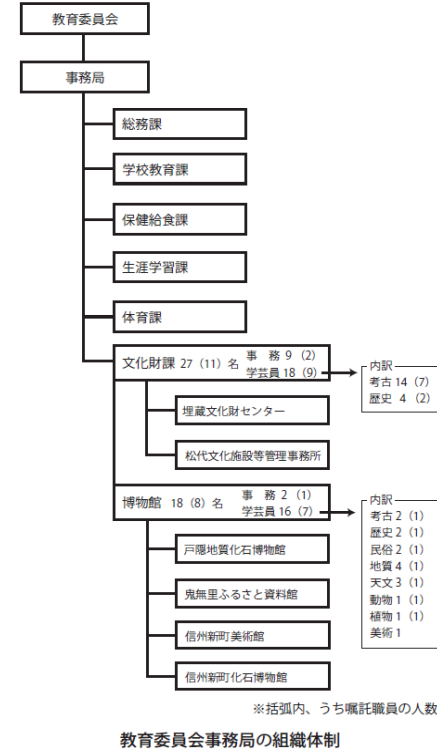 教育委員会
事務局
総務課
学校教育課
保健給食課
生涯学習課
体育課
文化財課 27（11）名 事　務 9（2）
学芸員 18（9）
内訳
考古 14（7）
歴史 4（2）
埋蔵文化財センター
松代文化施設等管理事務所
博物館 18（8）名 事　務 2（1）
学芸員 16（7）
内訳
考古 2（1）
歴史 2（1）
民俗 2（1）
地質 4（1）
天文 3（1）
動物 1（1）
植物 1（1）
美術 1
戸隠地質化石博物館
鬼無里ふるさと資料館
信州新町美術館
信州新町化石博物館
※括弧内、うち嘱託職員の人数
教育委員会事務局の組織体制